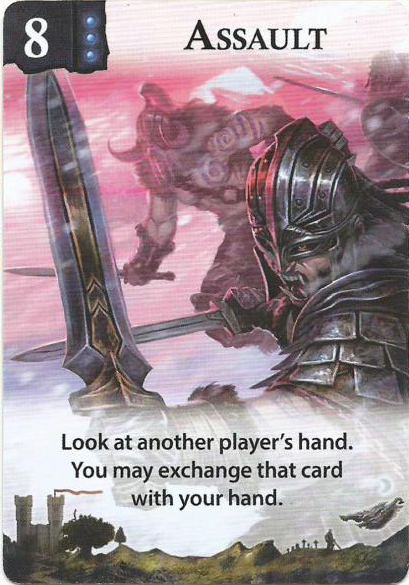 8
ASSAULT
Look at another player's hand.
You may exchange that card
with your hand.